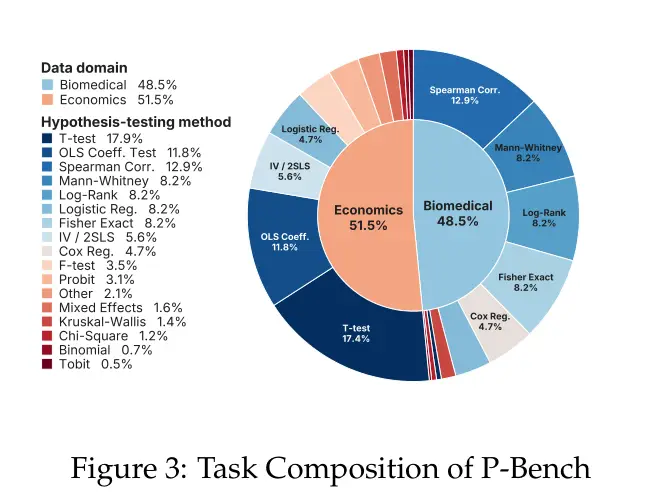 Data domain
Biomedical 48.5%
Economics 51.5%
Hypothesis-testing method
T-test 17.9%
OLS Coeff. Test 11.8%
Spearman Corr. 12.9%
Mann-Whitney 8.2%
Log-Rank 8.2%
Logistic Reg. 8.2%
Fisher Exact 8.2%
IV / 2SLS 5.6%
Cox Reg. 4.7%
F-test 3.5%
Probit 3.1%
Other 2.1%
Mixed Effects 1.6%
Kruskal-Wallis 1.4%
Chi-Square 1.2%
Binomial 0.7%
Tobit 0.5%
Spearman Corr.
12.9%
Mann-Whitney
8.2%
Log-Rank
8.2%
Fisher Exact
8.2%
Cox Reg.
4.7%
T-test
17.4%
OLS Coeff.
11.8%
IV / 2SLS
5.6%
Logistic Reg.
4.7%
Economics
51.5%
Biomedical
48.5%
Figure 3: Task Composition of P-Bench